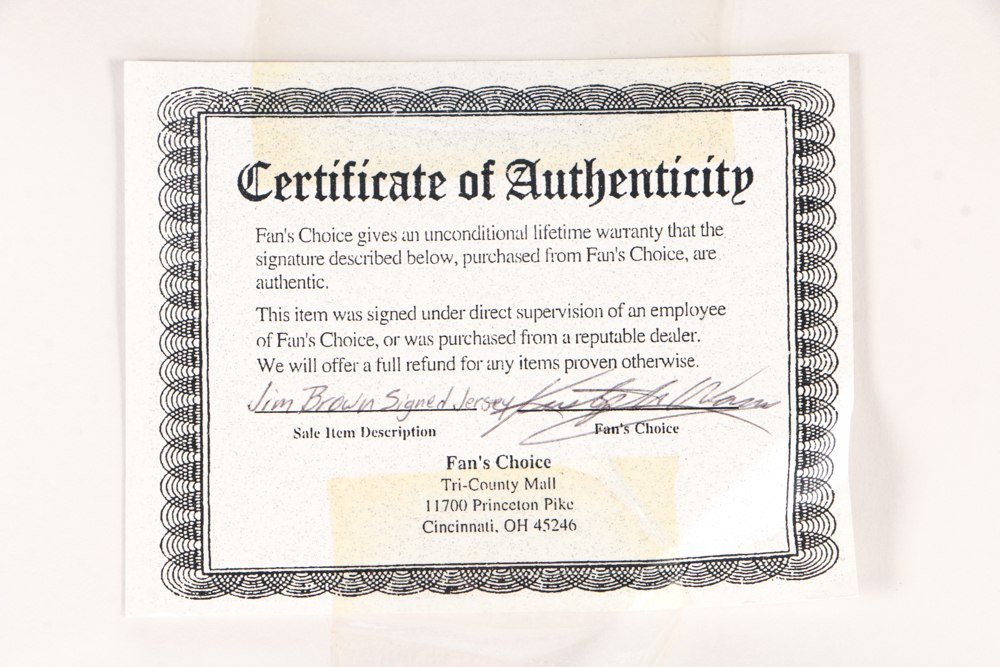 Certificate of Authenticity
Fan's Choice gives an unconditional lifetime warranty that the
signature described below, purchased from Fan's Choice, are
authentic.
This item was signed under direct supervision of an employee
of Fan's Choice, or was purchased from a reputable dealer.
We will offer a full refund for any items proven otherwise.
Jim Brown Signed Jersey
Sale Item Description Fan's Choice
Fan's Choice
Tri-County Mall
11700 Princeton Pike
Cincinnati, OH 45246